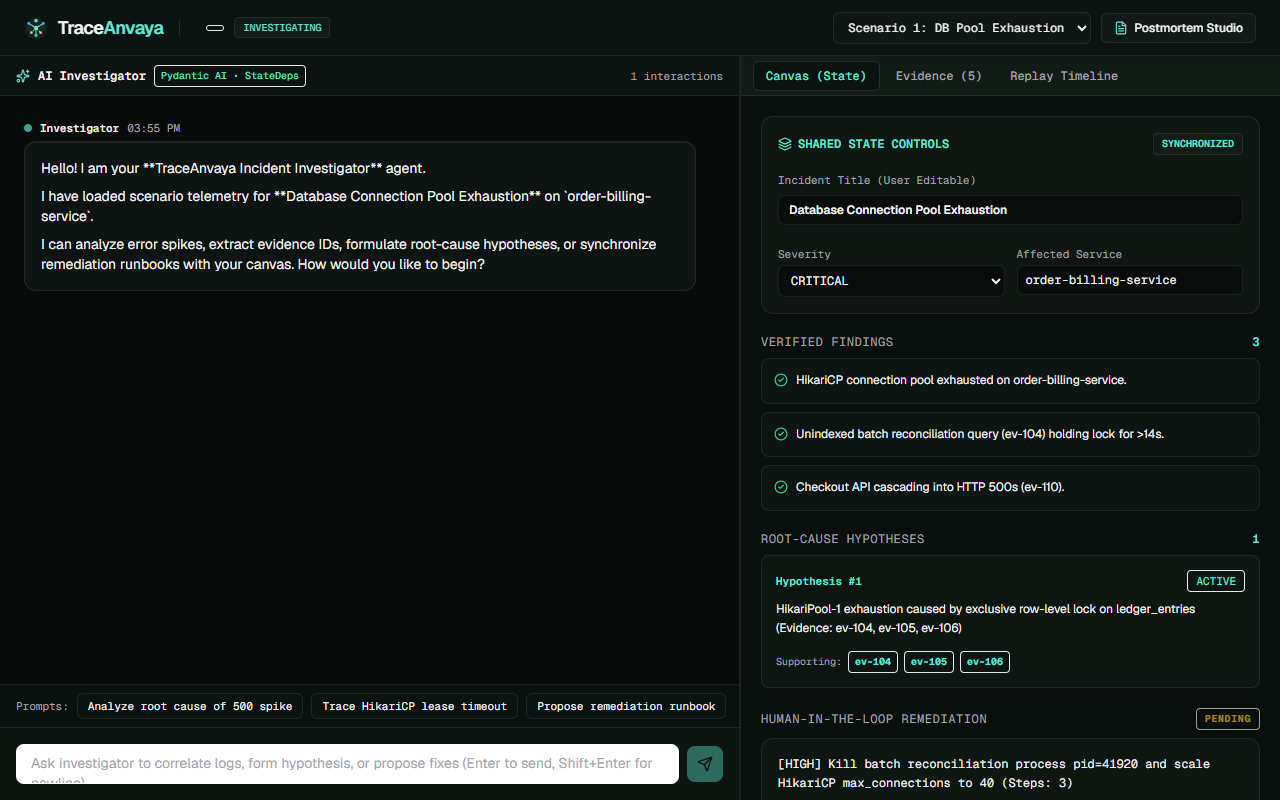 TraceAnvaya
INVESTIGATING
Scenario 1: DB Pool Exhaustion
Postmortem Studio
AI Investigator
Pydantic AI · StateDeps
1 interactions
Canvas (State)
Evidence (5)
Replay Timeline
Investigator 03:55 PM
Hello! I am your **TraceAnvaya Incident Investigator** agent.
I have loaded scenario telemetry for **Database Connection Pool Exhaustion** on `order-billing-
service`.
I can analyze error spikes, extract evidence IDs, formulate root-cause hypotheses, or synchronize
remediation runbooks with your canvas. How would you like to begin?
Prompts:
Analyze root cause of 500 spike
Trace HikariCP lease timeout
Propose remediation runbook
Ask investigator to correlate logs, form hypothesis, or propose fixes (Enter to send, Shift+Enter for
newline)
SHARED STATE CONTROLS
SYNCHRONIZED
Incident Title (User Editable)
Database Connection Pool Exhaustion
Severity
Affected Service
CRITICAL
order-billing-service
VERIFIED FINDINGS
3
HikariCP connection pool exhausted on order-billing-service.
Unindexed batch reconciliation query (ev-104) holding lock for >14s.
Checkout API cascading into HTTP 500s (ev-110).
ROOT-CAUSE HYPOTHESES
1
Hypothesis #1
ACTIVE
HikariPool-1 exhaustion caused by exclusive row-level lock on ledger_entries
(Evidence: ev-104, ev-105, ev-106)
Supporting:
ev-104
ev-105
ev-106
HUMAN-IN-THE-LOOP REMEDIATION
PENDING
[HIGH] Kill batch reconciliation process pid=41920 and scale
HikariCP max_connections to 40 (Steps: 3)